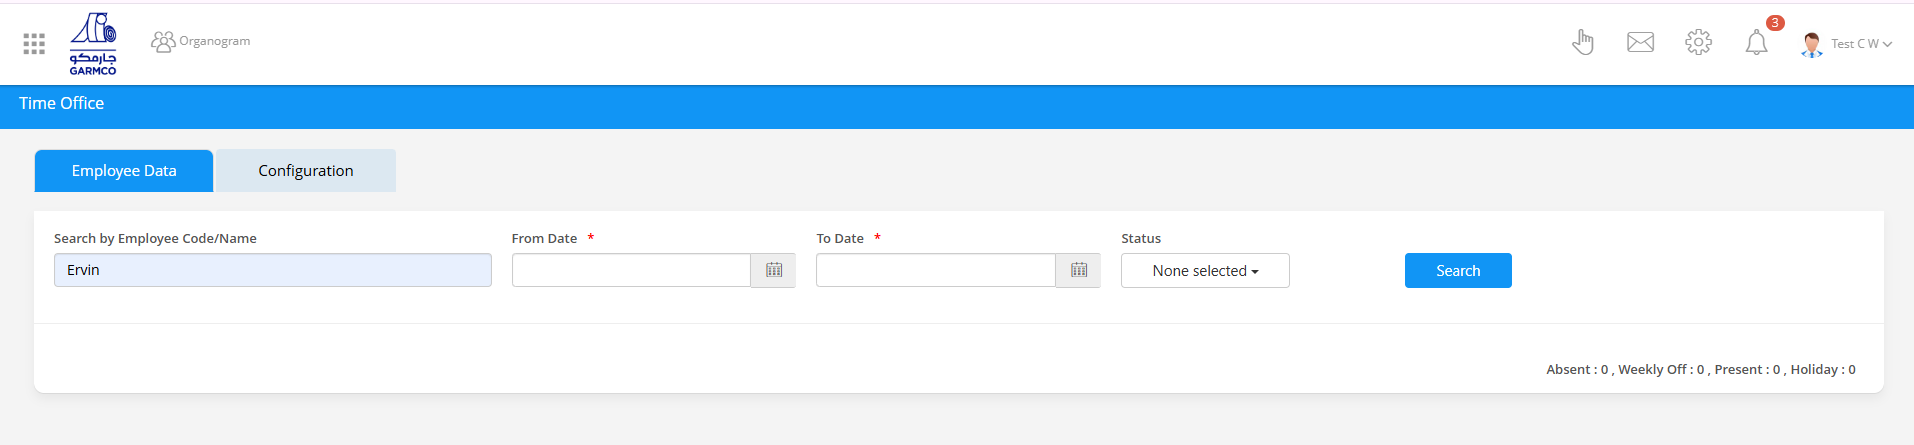 جارمكو
GARMCO
Organogram
3
Test C W
Time Office
Employee Data
Configuration
Search by Employee Code/Name
From Date *
To Date *
Status
Ervin
None selected
Search
Absent : 0 , Weekly Off : 0 , Present : 0 , Holiday : 0